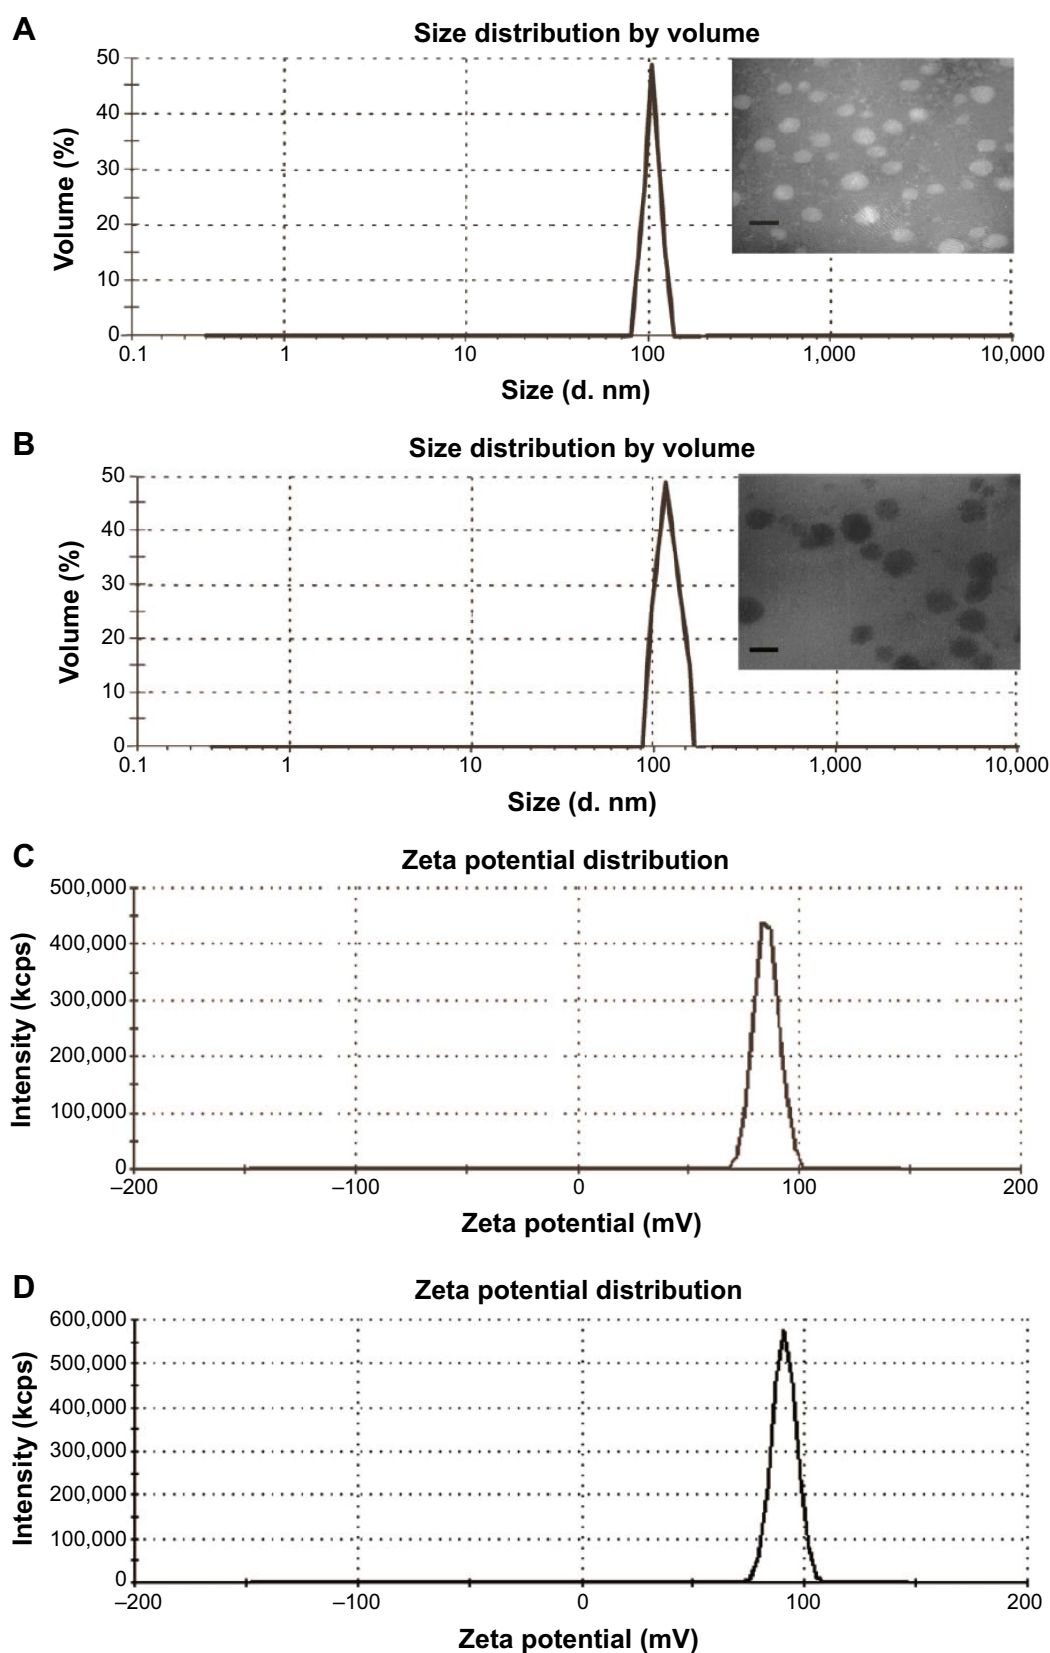 A
Size distribution by volume
Volume (%)
50
40
30
20
10
0
0.1 1 10 100 1,000 10,000
Size (d. nm)
B
Size distribution by volume
Volume (%)
50
40
30
20
10
0
0.1 1 10 100 1,000 10,000
Size (d. nm)
C
Zeta potential distribution
Intensity (kcps)
500,000
400,000
300,000
200,000
100,000
0
–200 –100 0 100 200
Zeta potential (mV)
D
Zeta potential distribution
Intensity (kcps)
600,000
500,000
400,000
300,000
200,000
100,000
0
–200 –100 0 100 200
Zeta potential (mV)